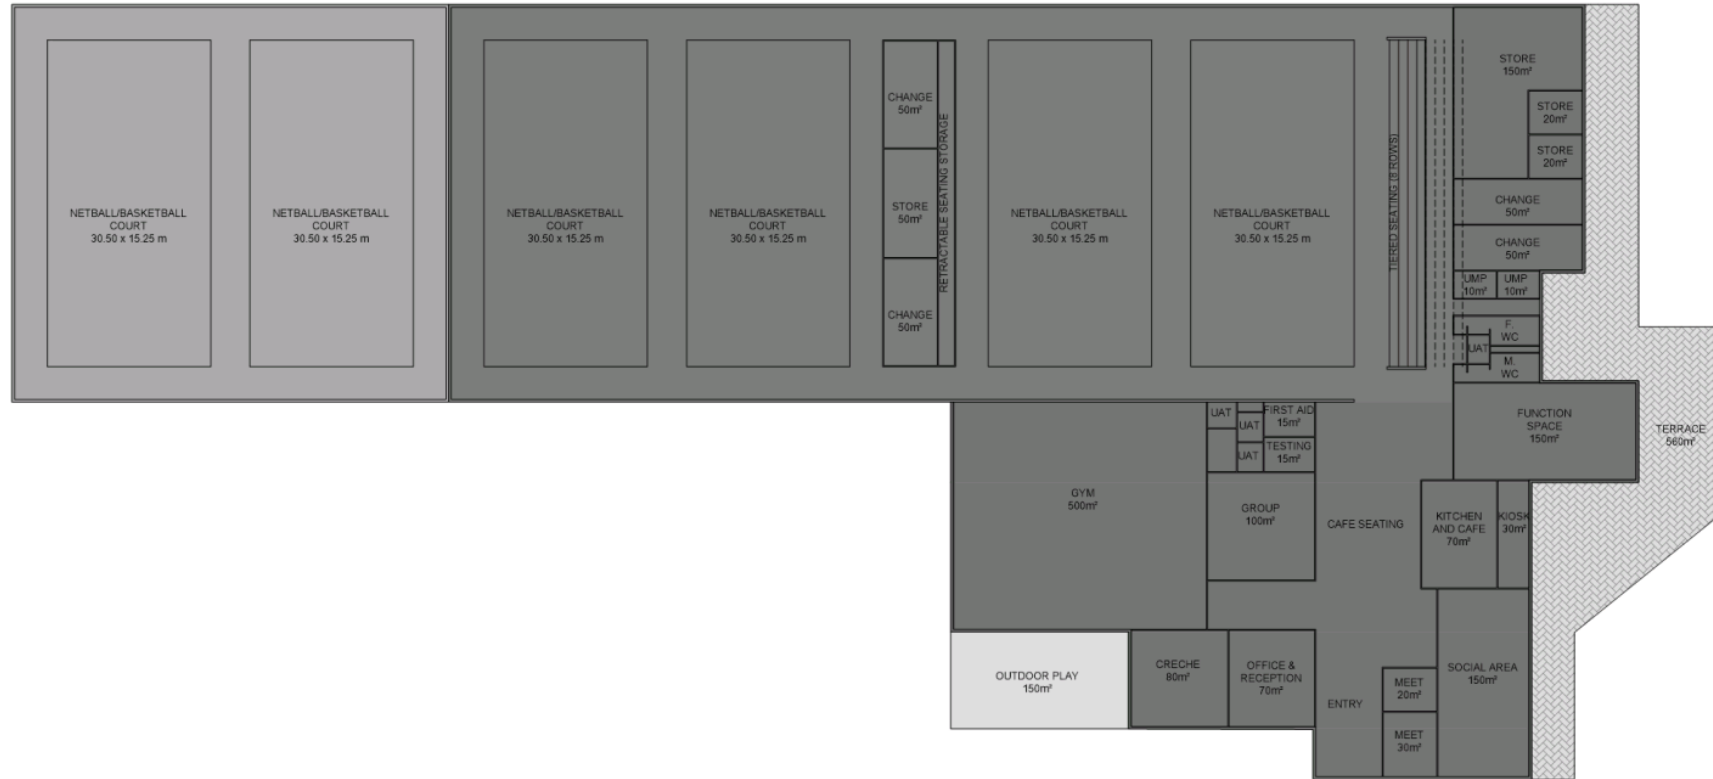 NETBALL/BASKETBALL
COURT
30.50 x 15.25 m
NETBALL/BASKETBALL
COURT
30.50 x 15.25 m
NETBALL/BASKETBALL
COURT
30.50 x 15.25 m
NETBALL/BASKETBALL
COURT
30.50 x 15.25 m
CHANGE
50m²
STORE
50m²
CHANGE
50m²
RETRACTABLE SEATING STORAGE
NETBALL/BASKETBALL
COURT
30.50 x 15.25 m
NETBALL/BASKETBALL
COURT
30.50 x 15.25 m
TIERED SEATING (8 ROWS)
STORE
150m²
STORE
20m²
STORE
20m²
CHANGE
50m²
CHANGE
50m²
UMP
10m²
UMP
10m²
F.
WC
UAT
M.
WC
FUNCTION
SPACE
150m²
TERRACE
560m²
UAT
UAT
UAT
FIRST AID
15m²
TESTING
15m²
GYM
500m²
GROUP
100m²
CAFE SEATING
KITCHEN
AND CAFE
70m²
KIOSK
30m²
OUTDOOR PLAY
150m²
CRECHE
80m²
OFFICE &
RECEPTION
70m²
ENTRY
MEET
20m²
MEET
30m²
SOCIAL AREA
150m²